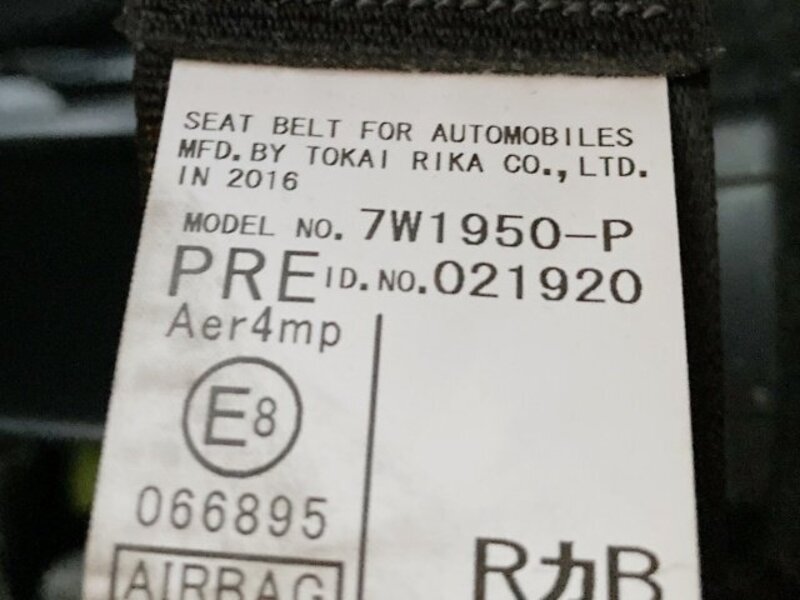 SEAT BELT FOR AUTOMOBILES
MFD. BY TOKAI RIKA CO., LTD.
IN 2016
MODEL NO. 7W1950-P
PRE ID. NO. 021920
Aer4mp
E8
066895
AIRBAG
RカB